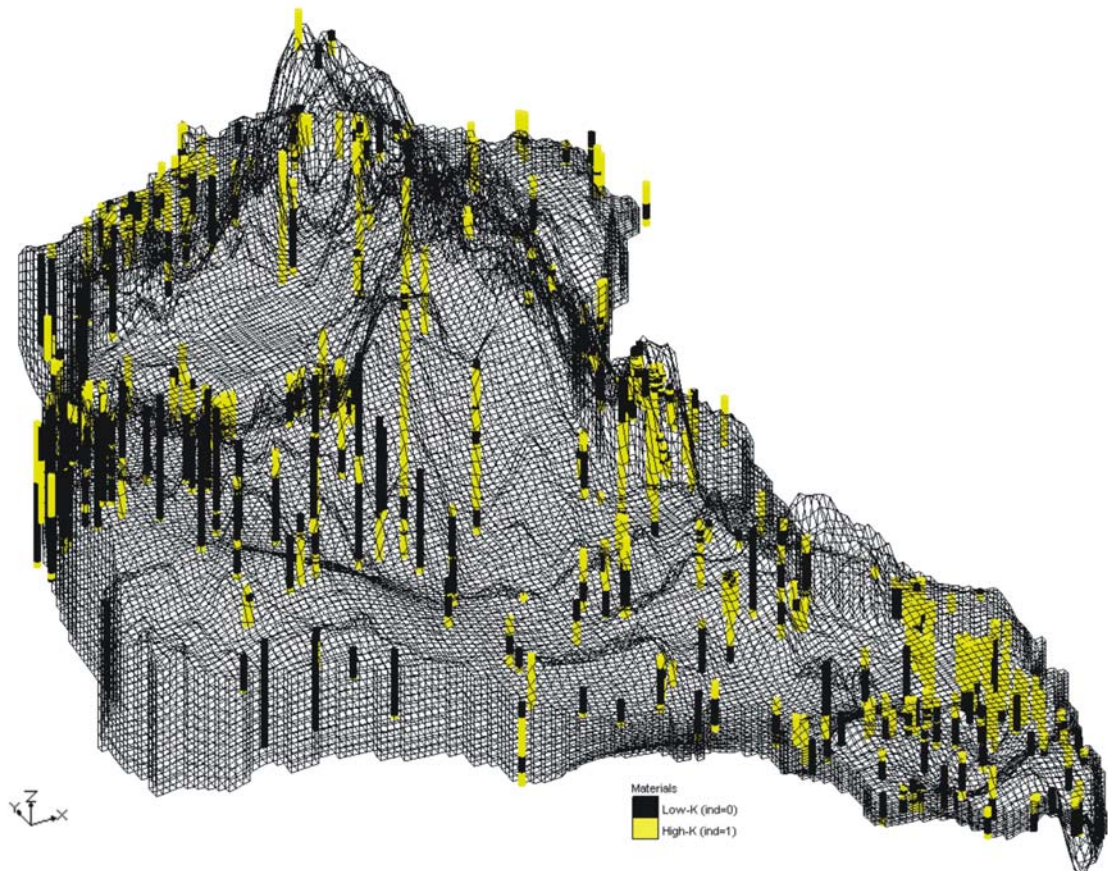 Z
Y
X
Materials
Low-K (ind=0)
High-K (ind=1)